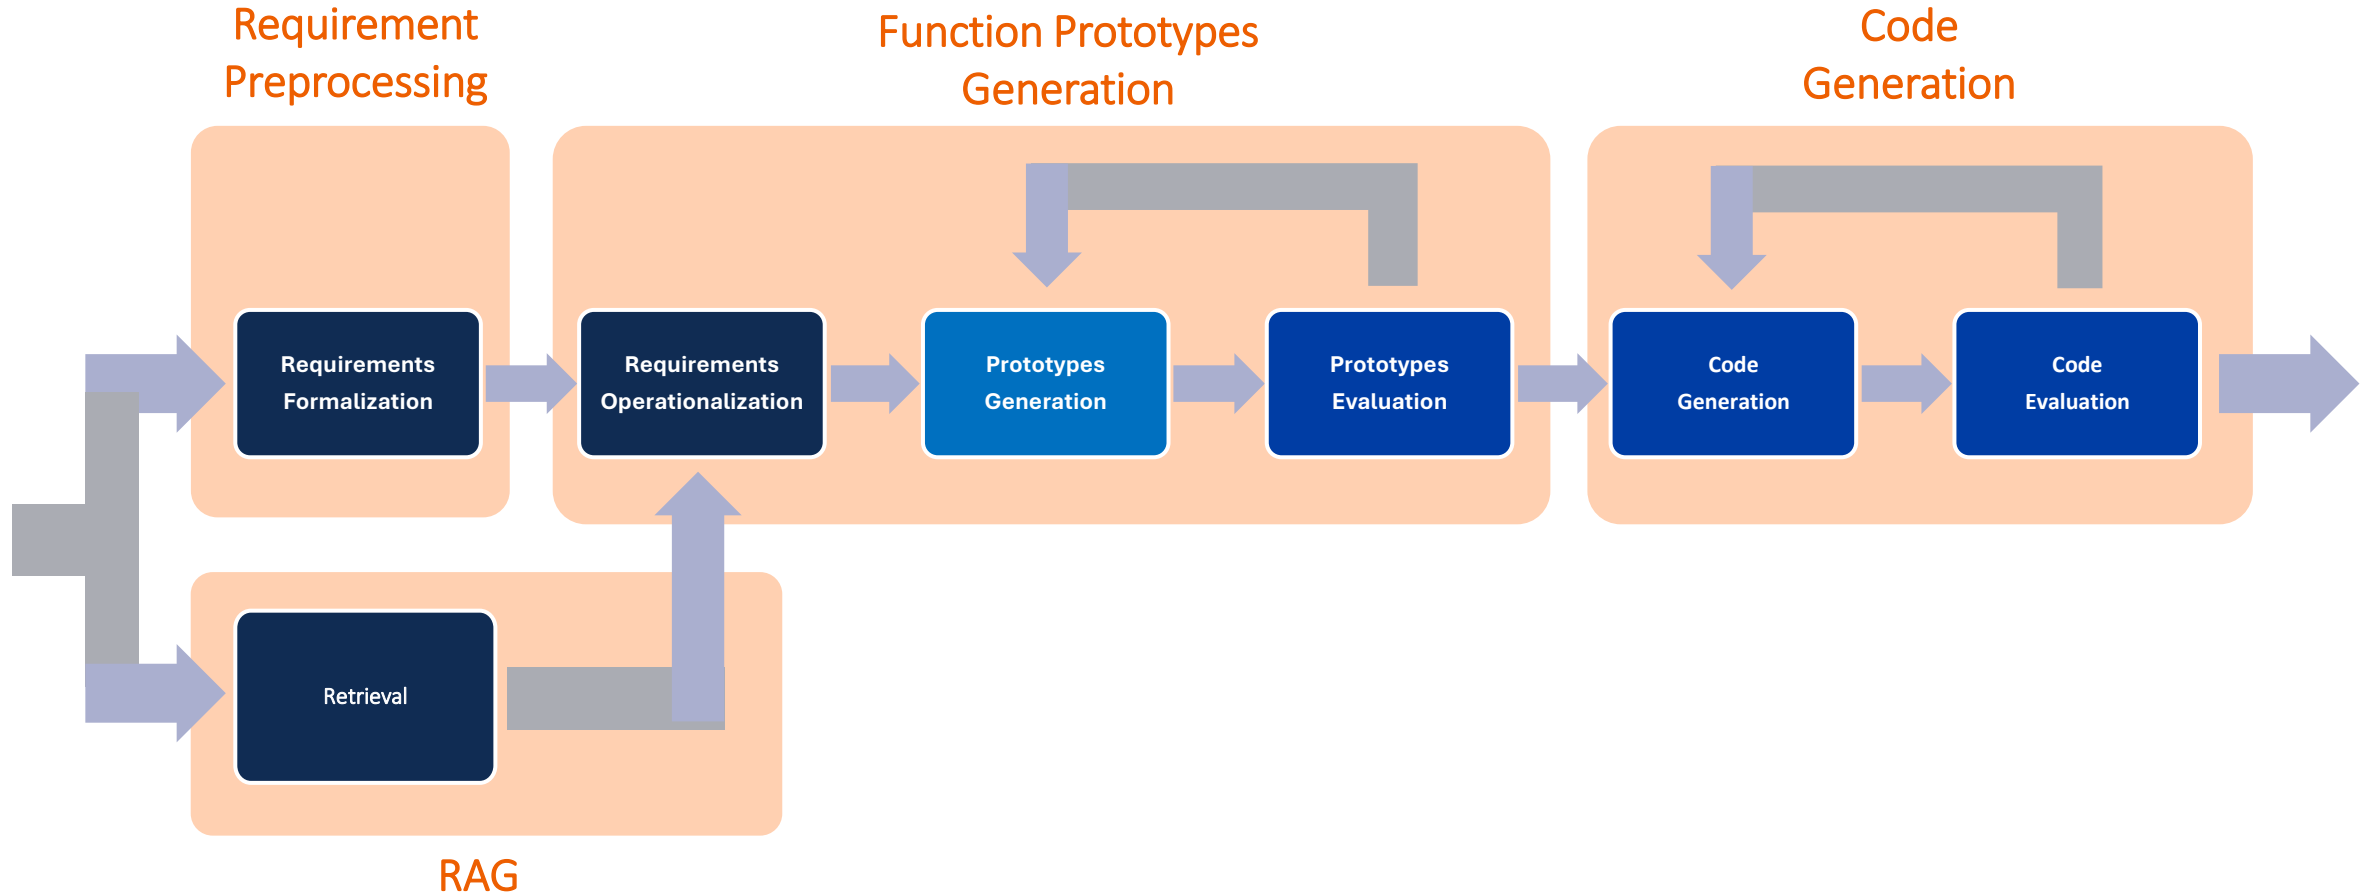 Requirement
Preprocessing
Function Prototypes
Generation
Code
Generation
Requirements
Formalization
Requirements
Operationalization
Prototypes
Generation
Prototypes
Evaluation
Code
Generation
Code
Evaluation
Retrieval
RAG